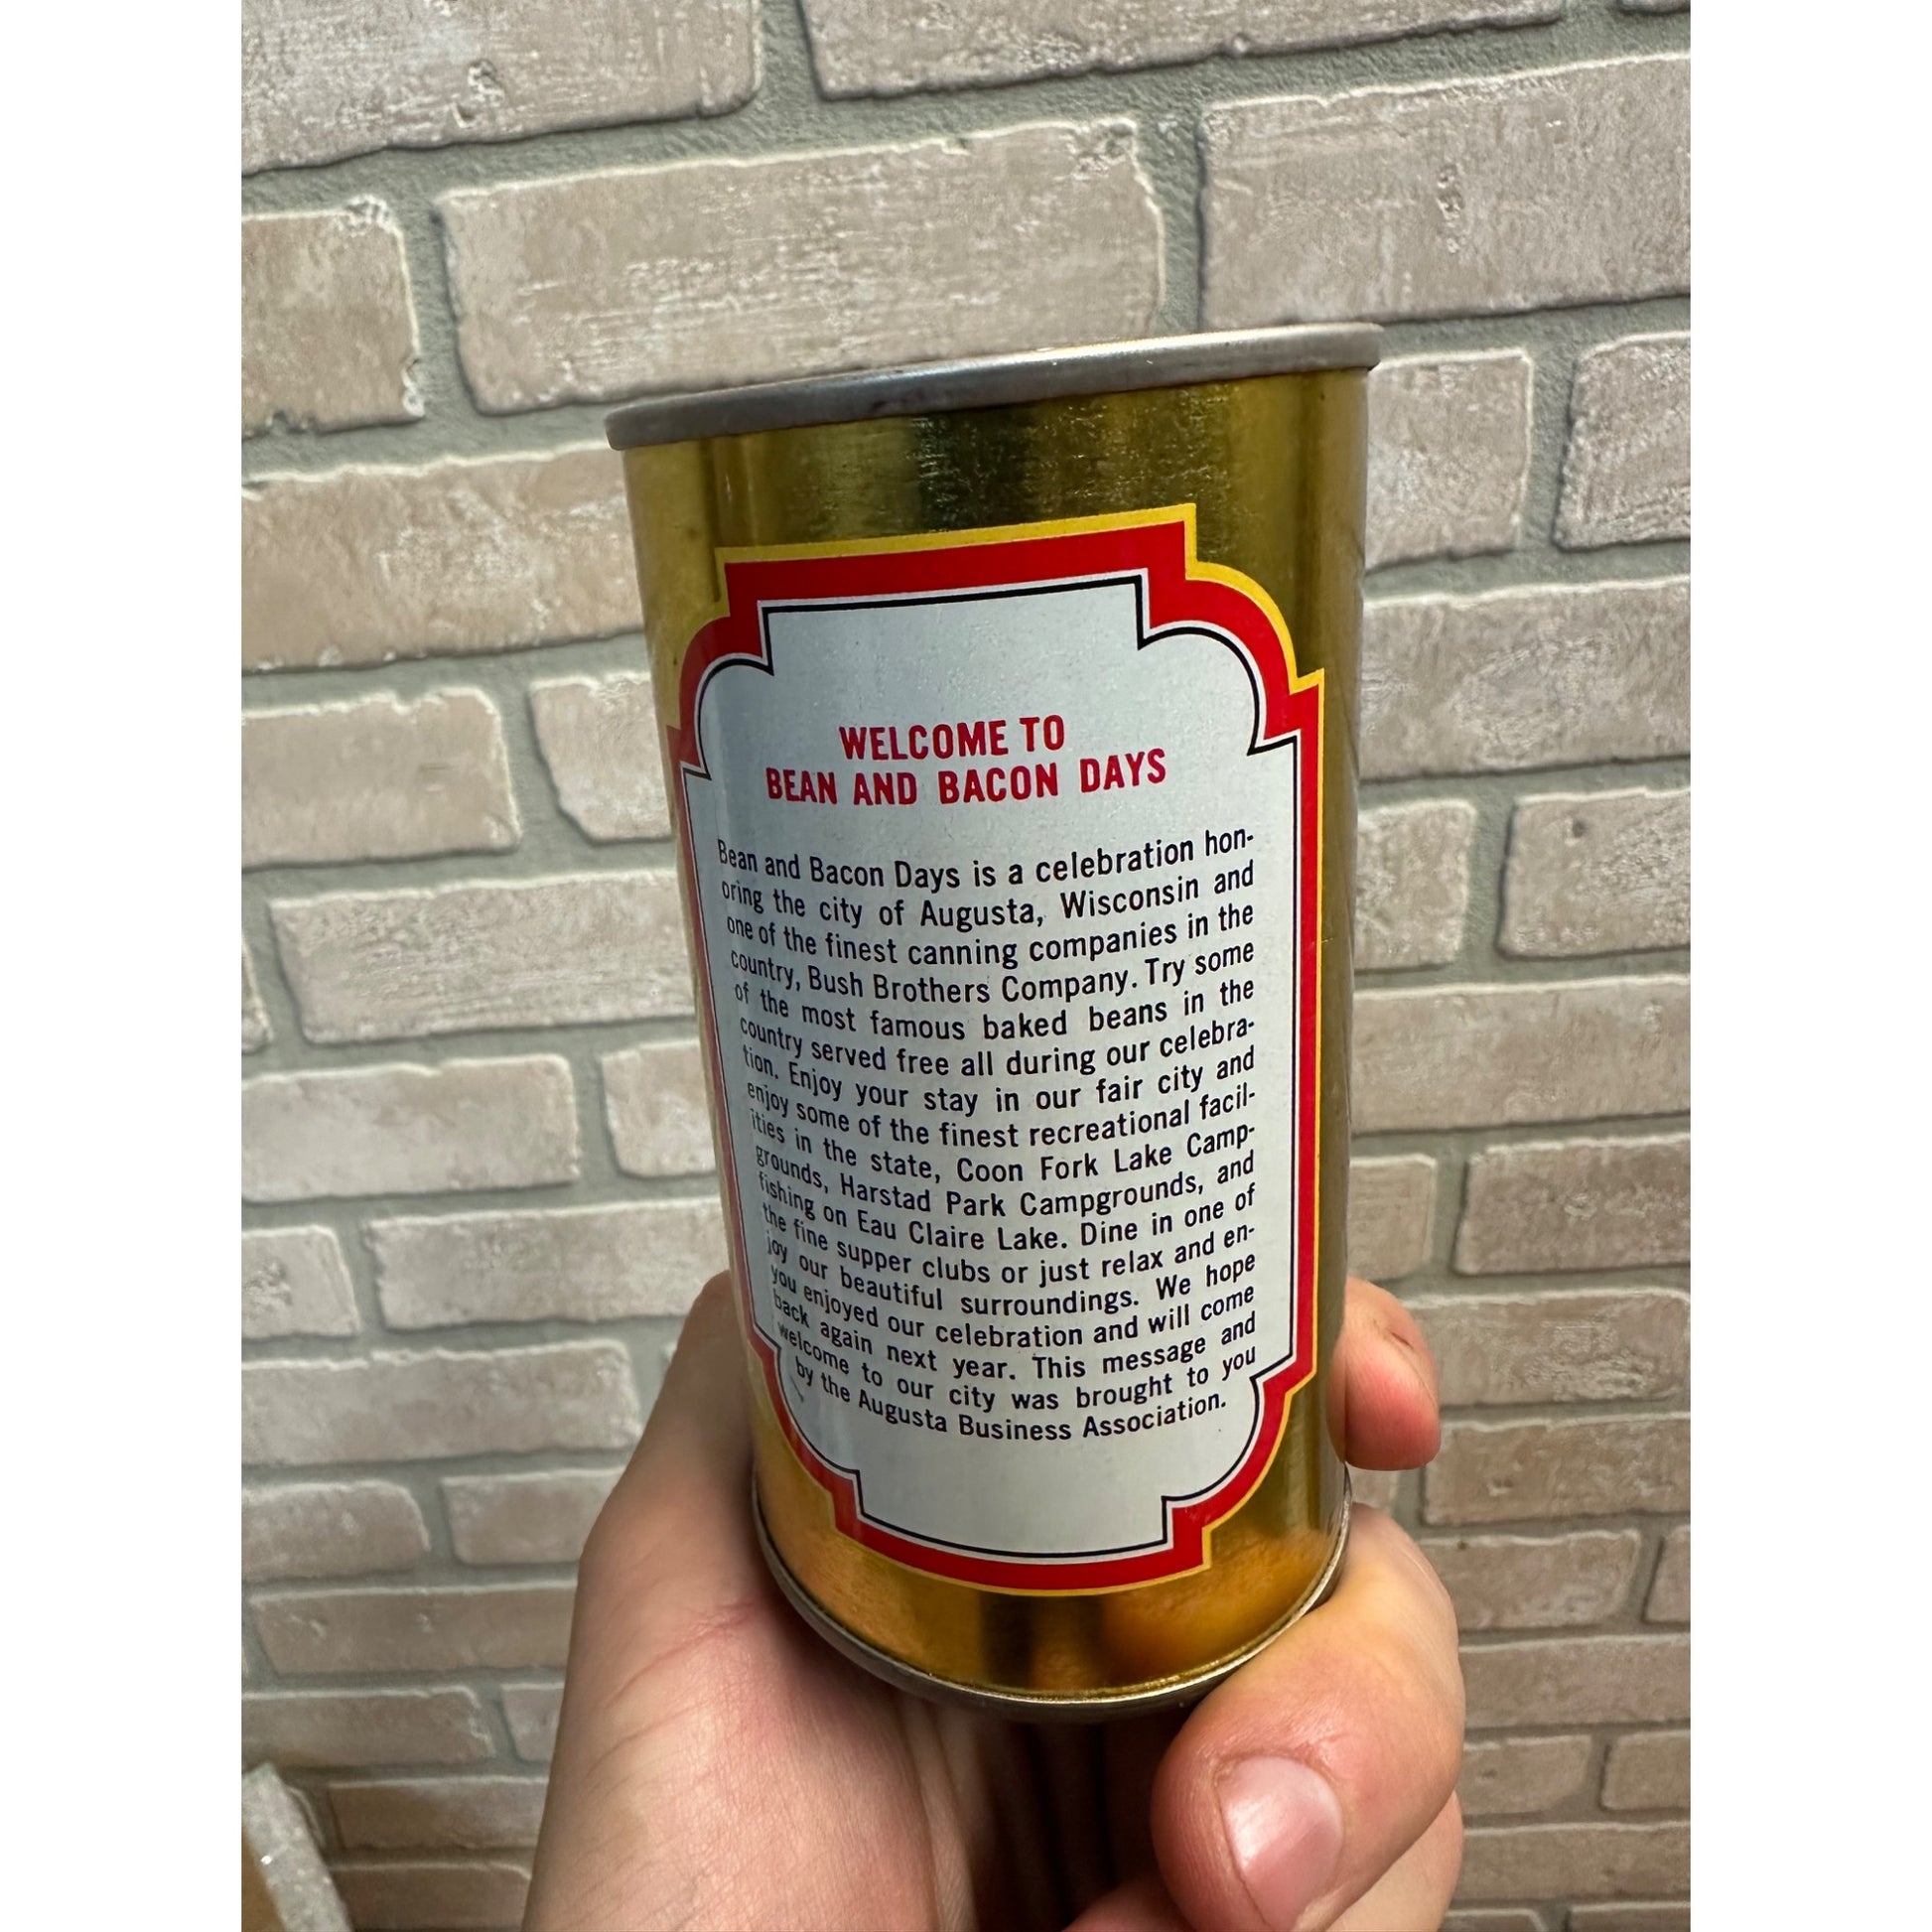 WELCOME TO
BEAN AND BACON DAYS
Bean and Bacon Days is a celebration hon-
oring the city of Augusta, Wisconsin and
one of the finest canning companies in the
country, Bush Brothers Company. Try some
of the most famous baked beans in the
country served free all during our celebra-
tion. Enjoy your stay in our fair city and
enjoy some of the finest recreational facil-
ities in the state, Coon Fork Lake Camp-
grounds, Harstad Park Campgrounds, and
fishing on Eau Claire Lake. Dine in one of
the fine supper clubs or just relax and en-
joy our beautiful surroundings. We hope
you enjoyed our celebration and will come
back again next year. This message and
welcome to our city was brought to you
by the Augusta Business Association.